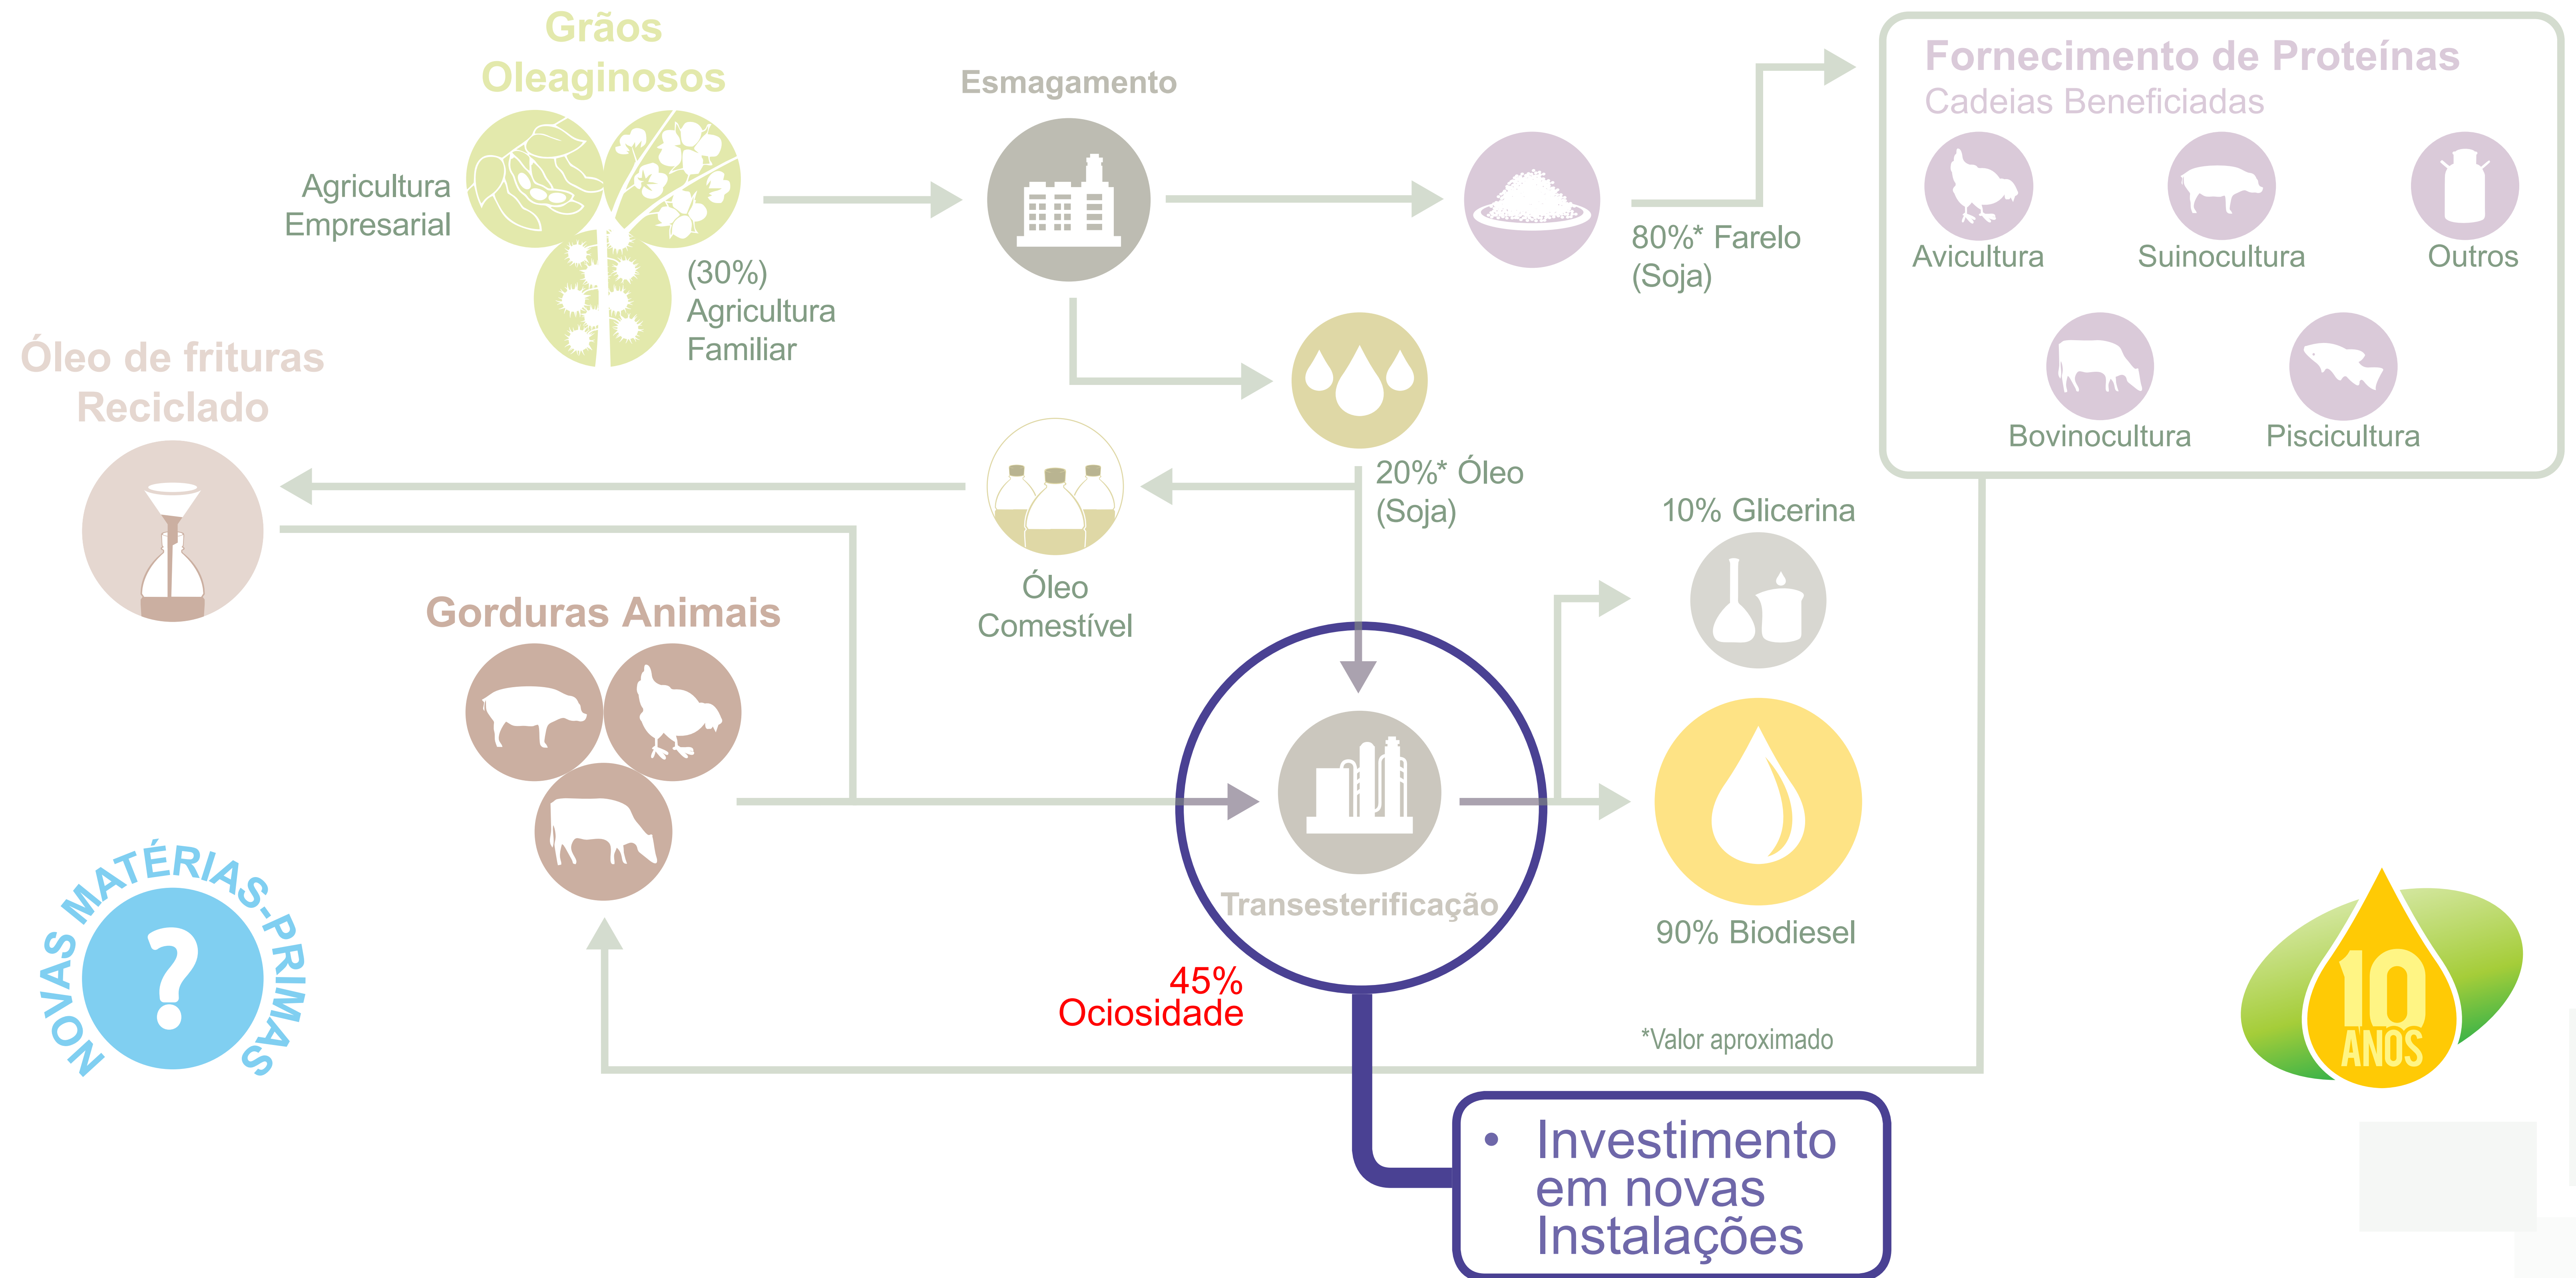 Grãos
Oleaginosos
Agricultura
Empresarial
(30%)
Agricultura
Familiar
Esmagamento
80%* Farelo
(Soja)
Fornecimento de Proteínas
Cadeias Beneficiadas
Avicultura
Suinocultura
Outros
Bovinocultura
Piscicultura
Óleo de frituras
Reciclado
20%* Óleo
(Soja)
Óleo
Comestível
10% Glicerina
Gorduras Animais
Transesterificação
90% Biodiesel
45%
Ociosidade
NOVAS MATÉRIAS-PRIMAS
?
*Valor aproximado
10
ANOS
• Investimento
em novas
Instalações